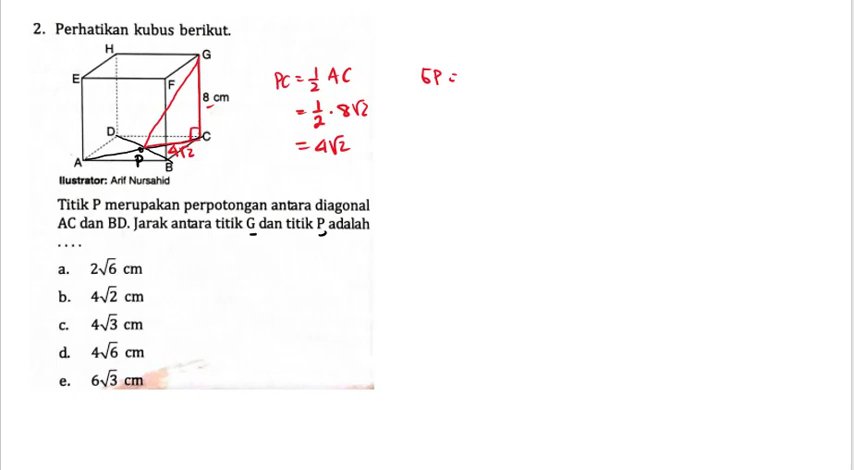 2. Perhatikan kubus berikut.
H
G
E
F
8 cm
D
C
4√2
A
P
B
Ilustrator: Arif Nursahid
Titik P merupakan perpotongan antara diagonal
AC dan BD. Jarak antara titik G dan titik P adalah
....
a. 2√6 cm
b. 4√2 cm
c. 4√3 cm
d. 4√6 cm
e. 6√3 cm
PC = 1/2 AC
= 1/2 . 8√2
= 4√2
GP =